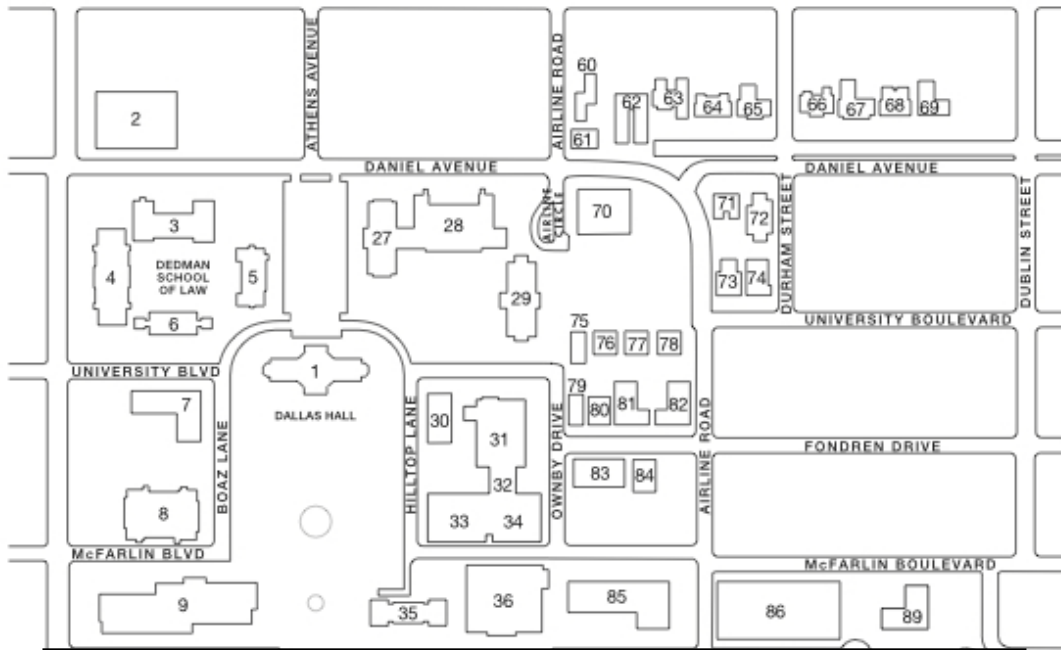 ATHENS AVENUE
AIRLINE ROAD
60
2
62
63
64
65
66
67
68
69
61
DANIEL AVENUE
DANIEL AVENUE
AIRLINE
CIRCLE
70
71
72
DURHAM STREET
DUBLIN STREET
3
27
28
4
DEDMAN
SCHOOL
OF LAW
5
73
74
29
6
UNIVERSITY BOULEVARD
75
76
77
78
UNIVERSITY BLVD
1
79
7
DALLAS HALL
80
81
82
BOAZ LANE
HILLTOP LANE
30
31
OWNBY DRIVE
AIRLINE ROAD
FONDREN DRIVE
83
84
32
8
33
34
McFARLIN BLVD
McFARLIN BOULEVARD
9
35
36
85
86
89